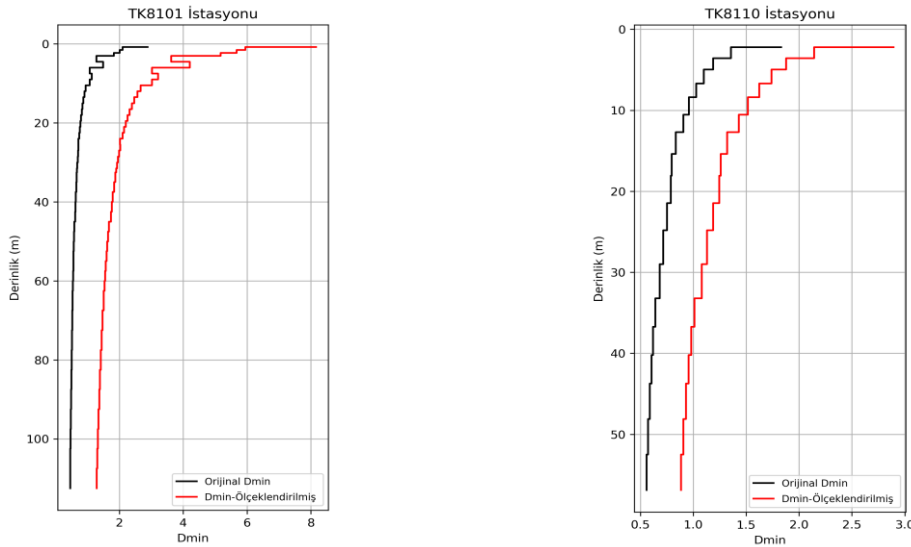 TK8101 İstasyonu
0
20
40
60
80
100
Derinlik (m)
2
4
6
8
Dmin
Orijinal Dmin
Dmin-Ölçeklendirilmiş
TK8110 İstasyonu
0
10
20
30
40
50
Derinlik (m)
0.5
1.0
1.5
2.0
2.5
3.0
Dmin
Orijinal Dmin
Dmin-Ölçeklendirilmiş